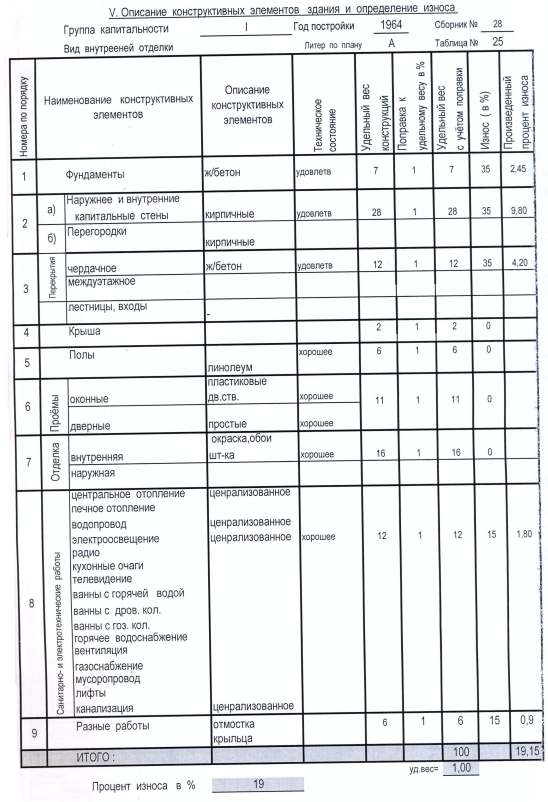 V. Описание конструктивных элементов здания и определение износа
Группа капитальности I Год постройки 1964 Сборник № 28
Вид внутреней отделки Литер по плану А Таблица № 25
Номера по порядку
Наименование конструктивных элементов
Описание конструктивных элементов
Техническое состояние
Удельный вес конструкций
Поправка к удельному весу в %
Удельный вес с учётом поправки
Износ ( в %)
Произведенный процент износа
1 Фундаменты ж/бетон удовлетв 7 1 7 35 2,45
2 а) Наружнее и внутренние
капитальные стены кирпичные удовлетв 28 1 28 35 9,80
б) Перегородки
кирпичные
3 Перекрытия
чердачное ж/бетон удовлетв 12 1 12 35 4,20
междуэтажное
лестницы, входы -
4 Крыша 2 1 2 0
5 Полы хорошее 6 1 6 0
линолеум
6 Проёмы
пластиковые
оконные дв.ств. хорошее 11 1 11 0
дверные простые хорошее
7 Отделка
окраска,обои
внутренняя шт-ка хорошее 16 1 16 0
наружная
8 Санитарно- и электротехнические работы
центральное отопление ценрализованное
печное отопление
водопровод ценрализованное
электроосвещение ценрализованное хорошее 12 1 12 15 1,80
радио
кухонные очаги
телевидение
ванны с горячей водой
ванны с дров. кол.
ванны с гоз. кол.
горячее водоснабжение
вентиляция
газоснабжение
мусоропровод
лифты
канализация ценрализованное
9 Разные работы отмостка 6 1 6 15 0,9
крыльца
ИТОГО : 100 19,15
уд.вес= 1,00
Процент износа в % 19